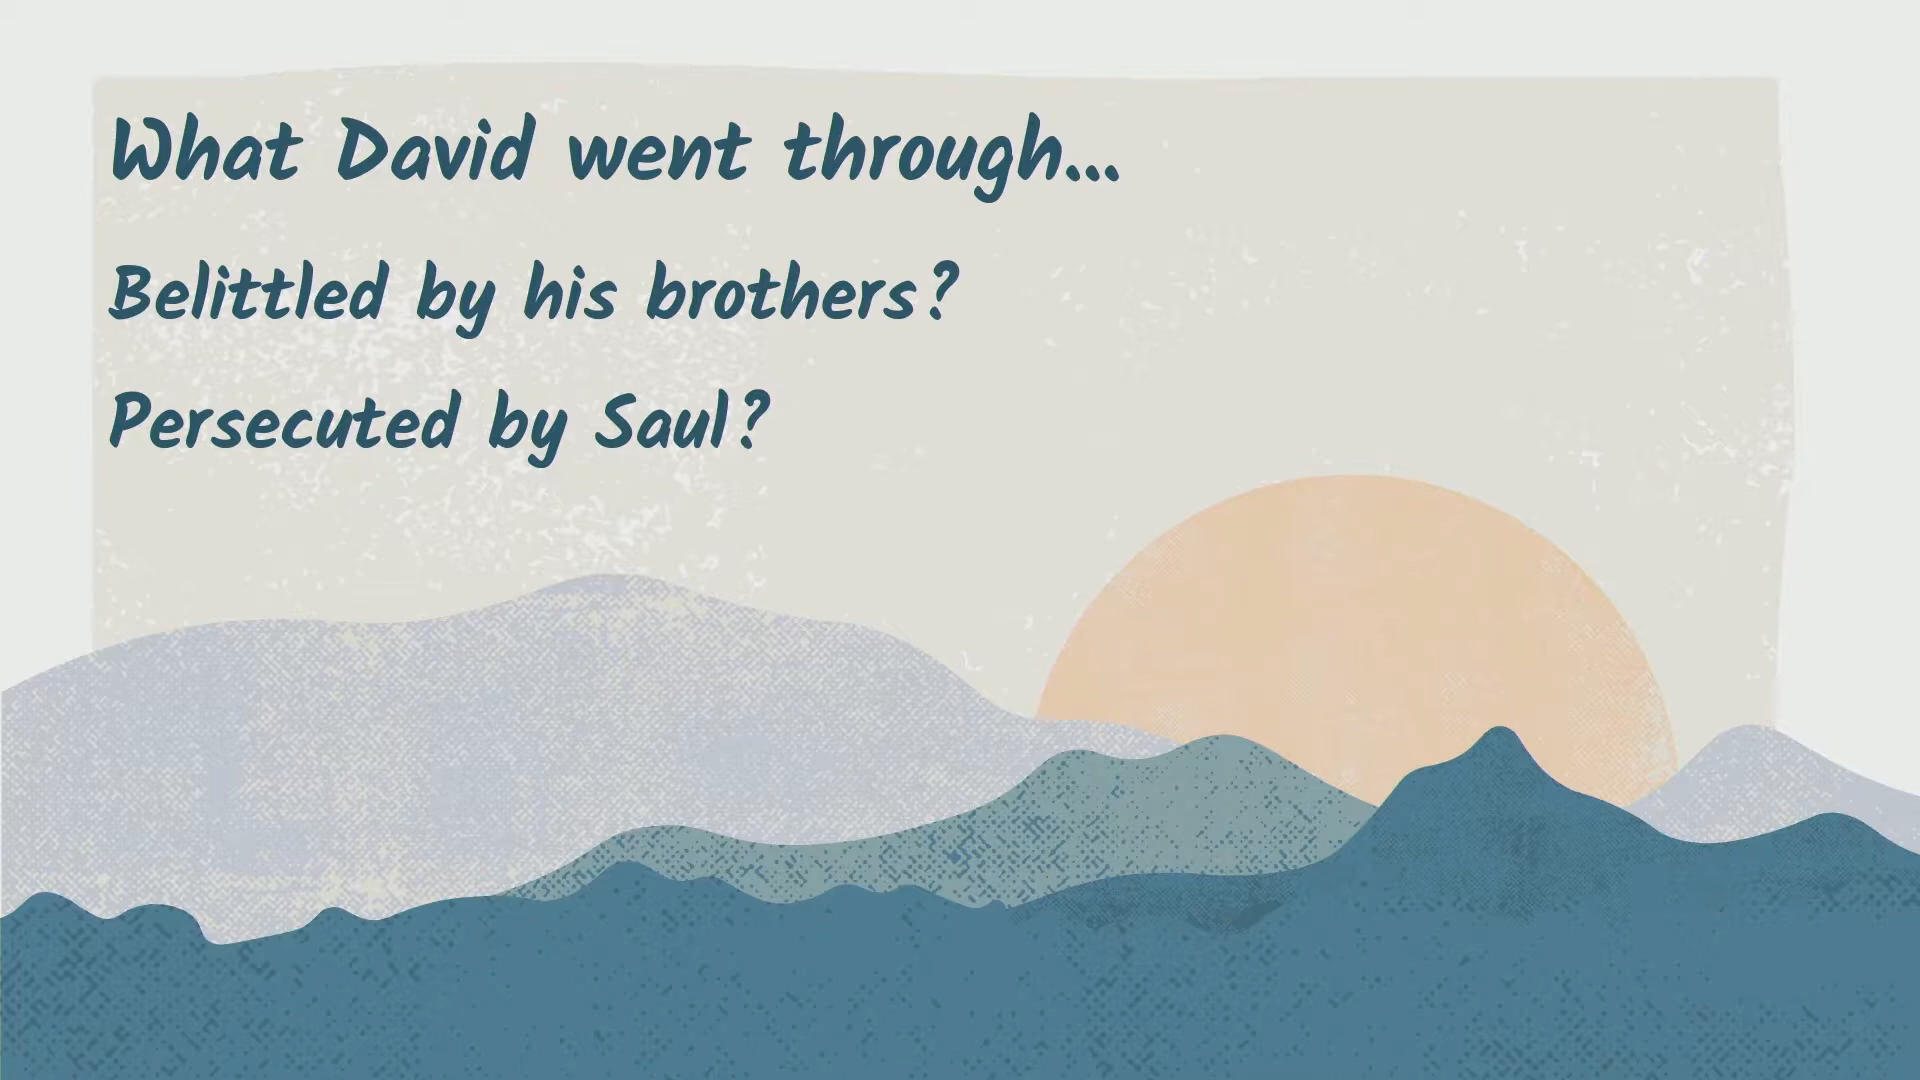 What David went through...
Belittled by his brothers?
Persecuted by Saul?